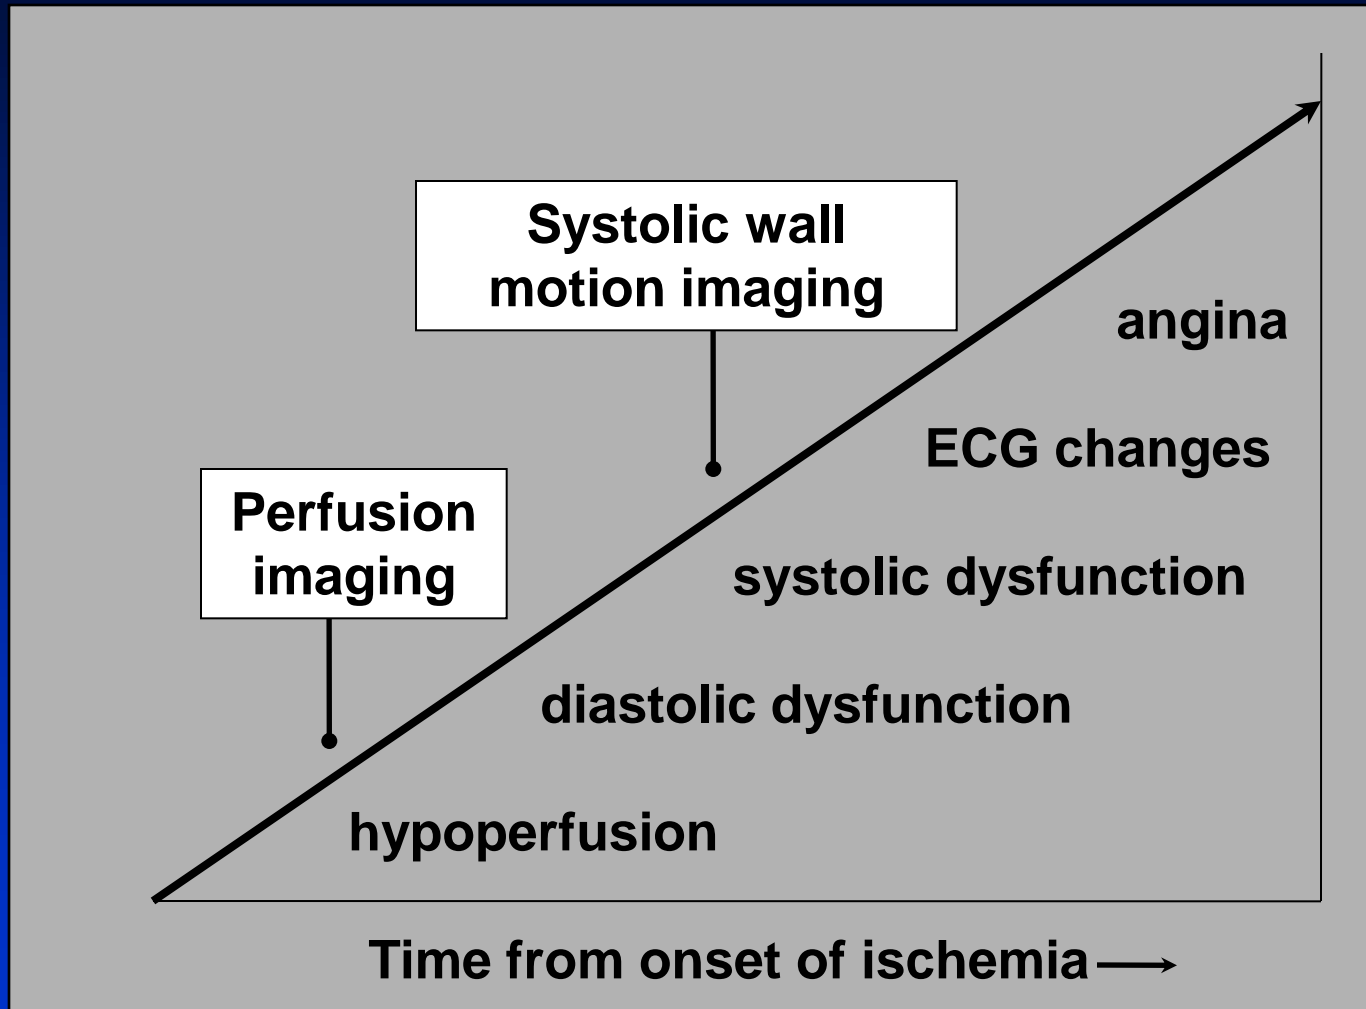 Systolic wall
motion imaging
angina
ECG changes
Perfusion
imaging
systolic dysfunction
diastolic dysfunction
hypoperfusion
Time from onset of ischemia